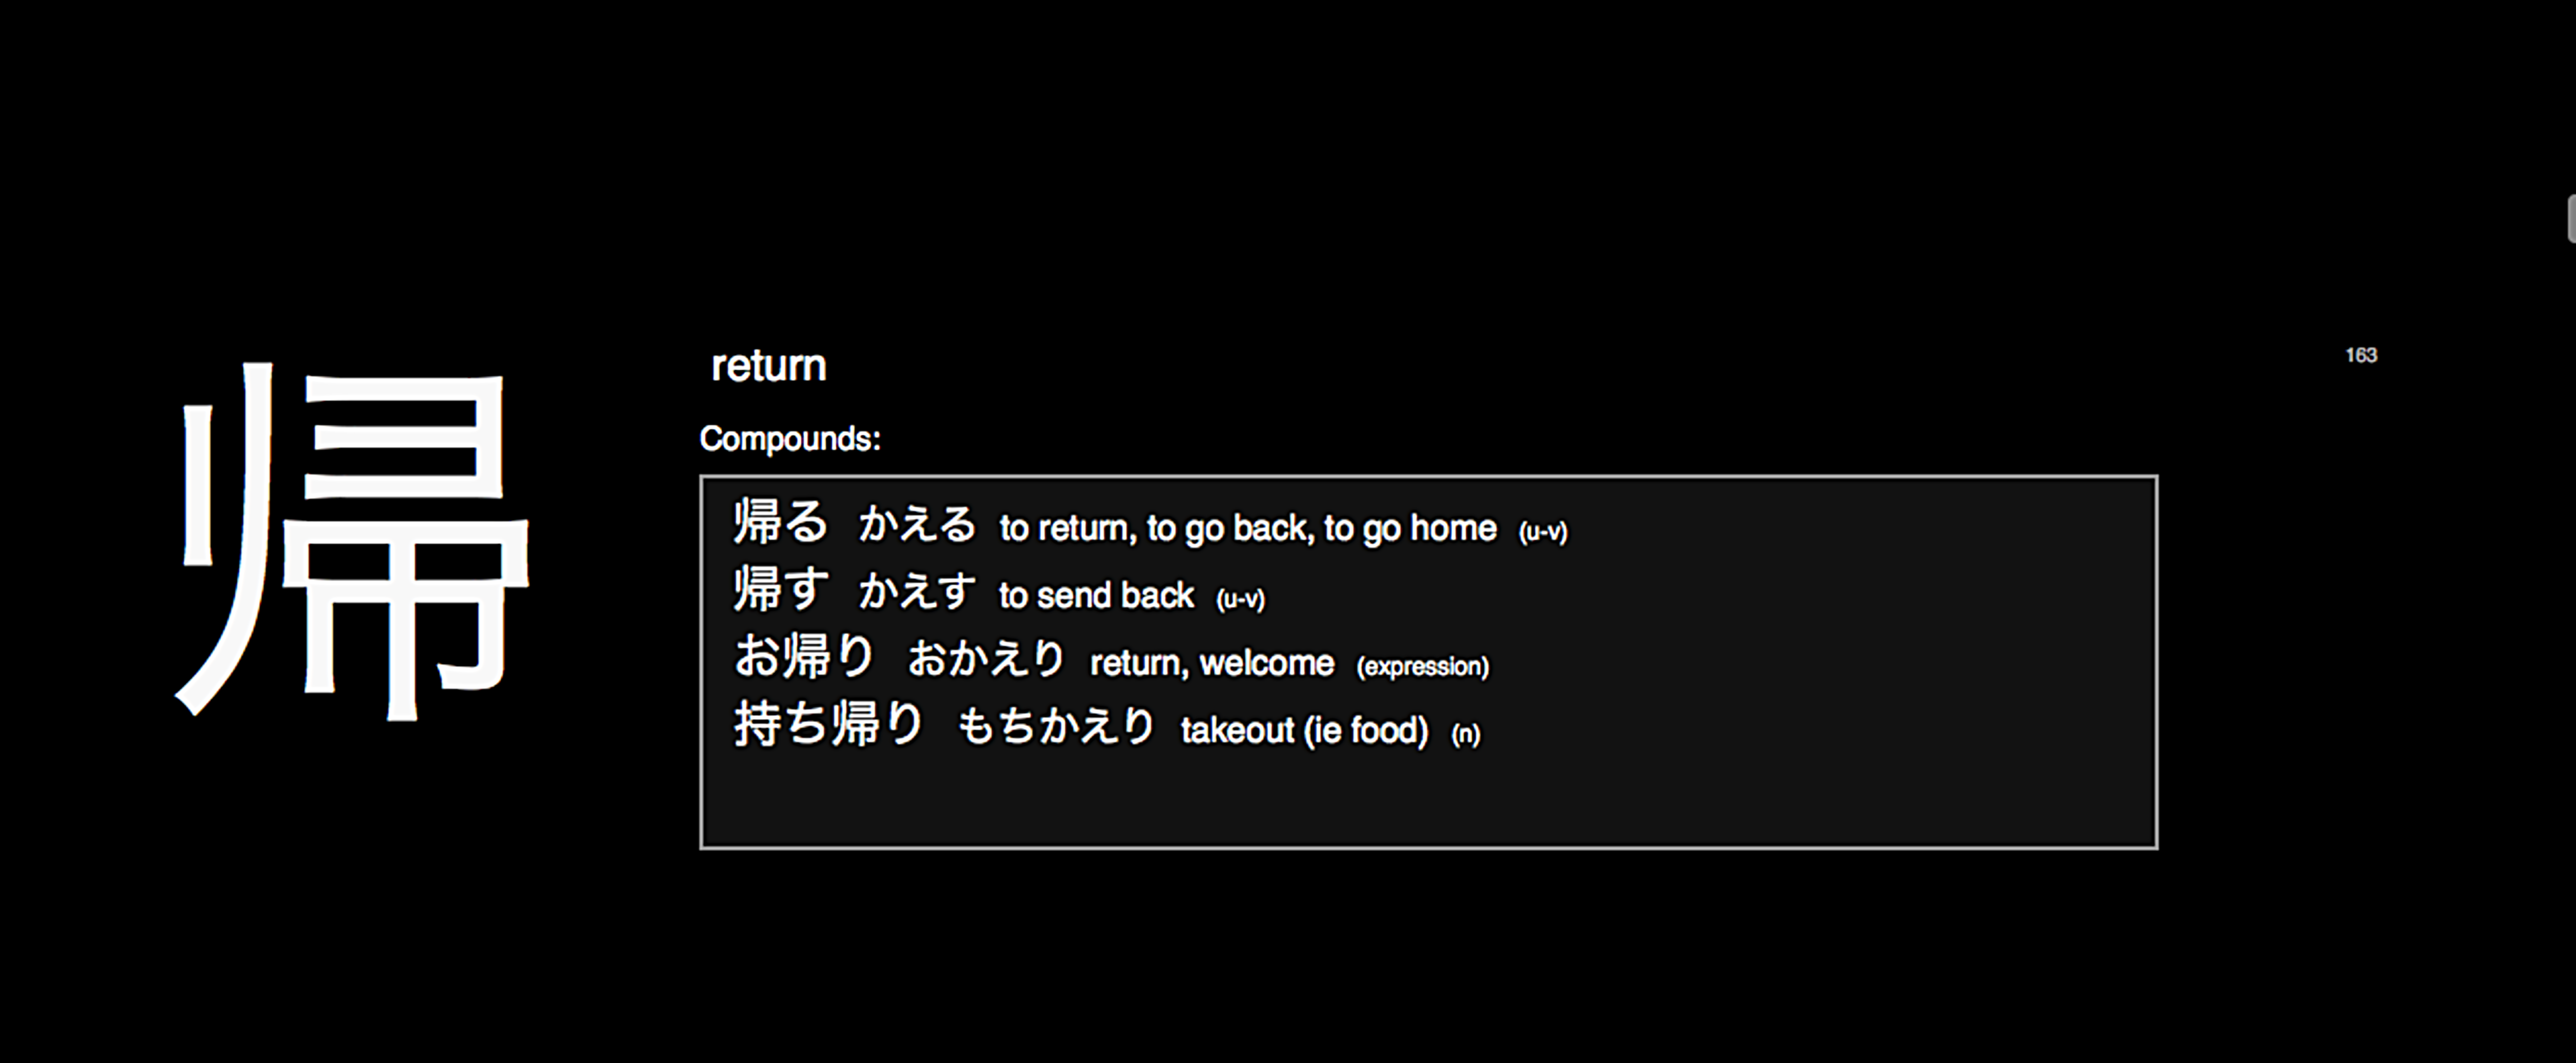 帰
return
163
Compounds:
帰る かえる to return, to go back, to go home (u-v)
帰す かえす to send back (u-v)
お帰り おかえり return, welcome (expression)
持ち帰り もちかえり takeout (ie food) (n)